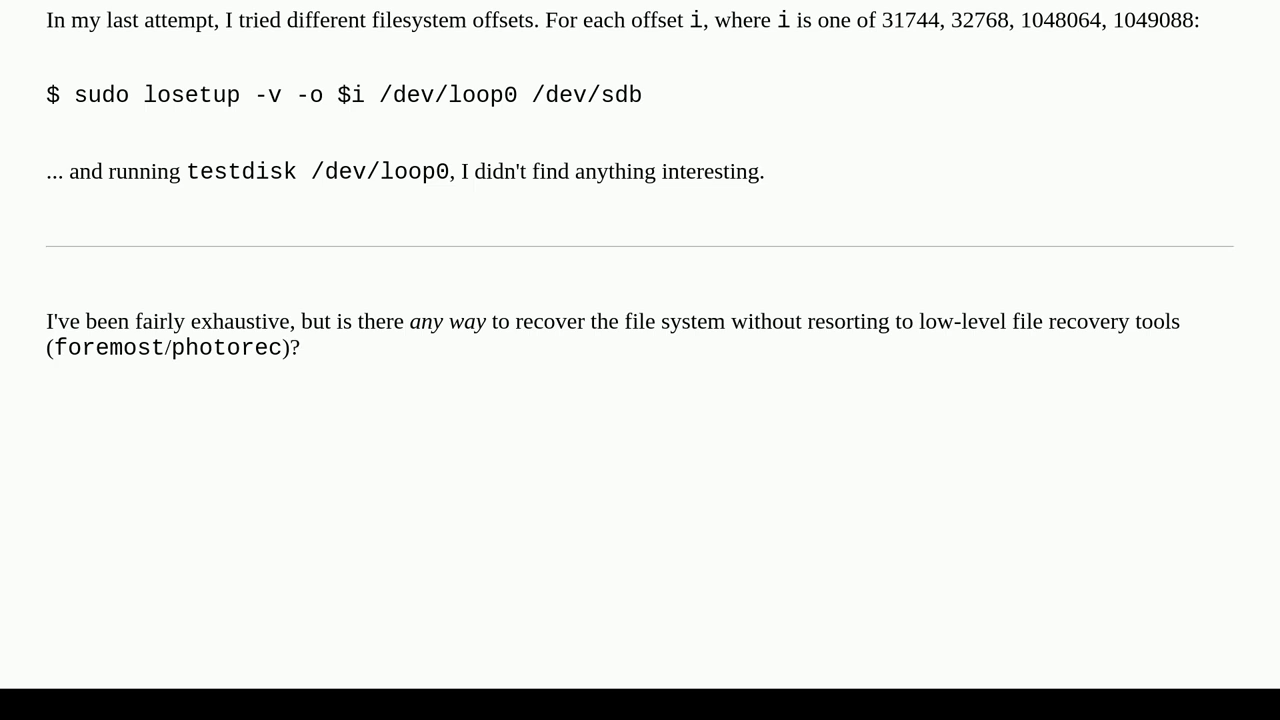 In my last attempt, I tried different filesystem offsets. For each offset i, where i is one of 31744, 32768, 1048064, 1049088:
$ sudo losetup -v -o $i /dev/loop0 /dev/sdb
... and running testdisk /dev/loop0, I didn't find anything interesting.
I've been fairly exhaustive, but is there any way to recover the file system without resorting to low-level file recovery tools
(foremost/photorec)?